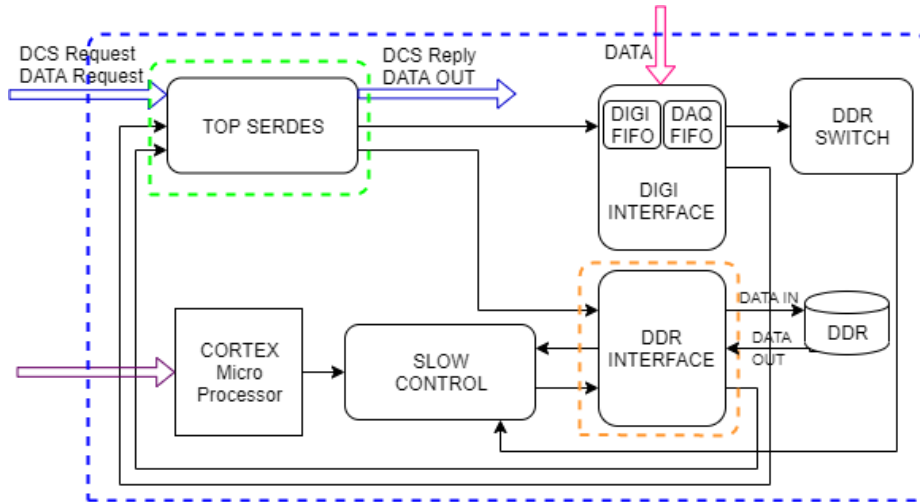 DCS Request
DATA Request
DCS Reply
DATA OUT
DATA
TOP SERDES
DIGI
FIFO
DAQ
FIFO
DIGI
INTERFACE
DDR
SWITCH
CORTEX
Micro
Processor
SLOW
CONTROL
DDR
INTERFACE
DATA IN
DATA
OUT
DDR